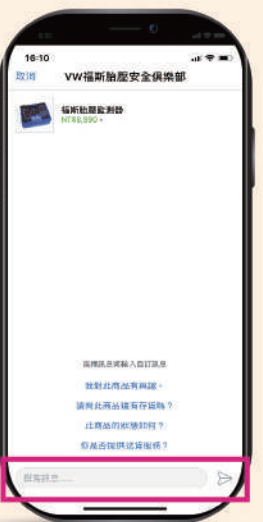 16:10
取消 VW福斯胎壓安全俱樂部
福斯胎壓監測器
選擇訊息或輸入自訂訊息
我對此商品有興趣。
請問此商品還有存貨嗎？
此商品的狀態如何？
你是否提供送貨服務？